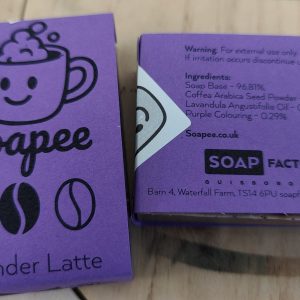 oapee
nder Latte
Warning: For external use only.
If irritation occurs discontinue
Ingredients:
Soap Base - 96.81%
Coffea Arabica Seed Powder
Lavandula Angustifolia Oil -
Purple Colouring - 0.29%
Soapee.co.uk
SOAP FACT
GUISBORO
Barn 4, Waterfall Farm, TS14 6PU soap